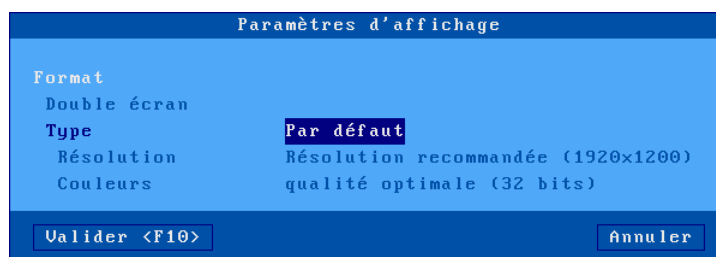 Paramètres d'affichage
Format
Double écran
Type Par défaut
Résolution Résolution recommandée (1920x1200)
Couleurs qualité optimale (32 bits)
Valider <F10> Annuler